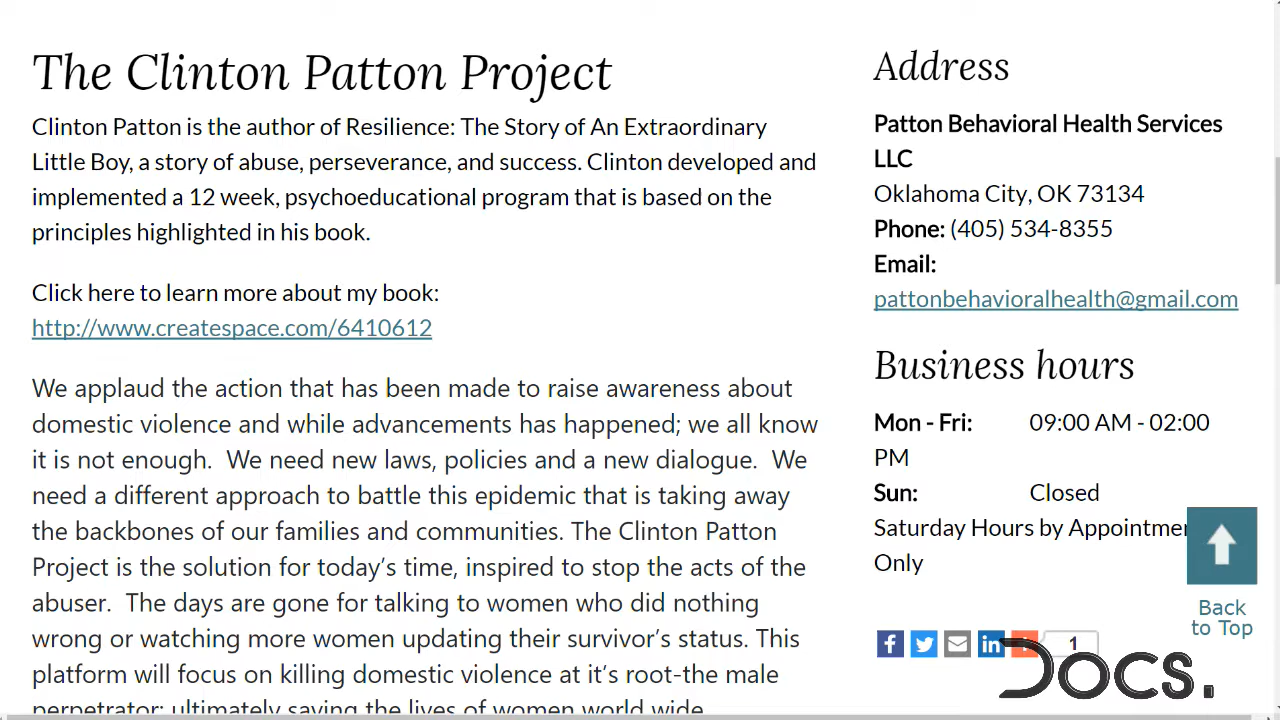 The Clinton Patton Project
Clinton Patton is the author of Resilience: The Story of An Extraordinary
Little Boy, a story of abuse, perseverance, and success. Clinton developed and
implemented a 12 week, psychoeducational program that is based on the
principles highlighted in his book.
Click here to learn more about my book:
http://www.createspace.com/6410612
We applaud the action that has been made to raise awareness about
domestic violence and while advancements has happened; we all know
it is not enough.  We need new laws, policies and a new dialogue.  We
need a different approach to battle this epidemic that is taking away
the backbones of our families and communities. The Clinton Patton
Project is the solution for today's time, inspired to stop the acts of the
abuser.  The days are gone for talking to women who did nothing
wrong or watching more women updating their survivor's status. This
platform will focus on killing domestic violence at it's root-the male
perpetrator; ultimately saving the lives of women world wide.
Address
Patton Behavioral Health Services
LLC
Oklahoma City, OK 73134
Phone: (405) 534-8355
Email:
pattonbehavioralhealth@gmail.com
Business hours
Mon - Fri: 09:00 AM - 02:00
PM
Sun: Closed
Saturday Hours by Appointmen
Only
Back
to Top
1
DOCS.